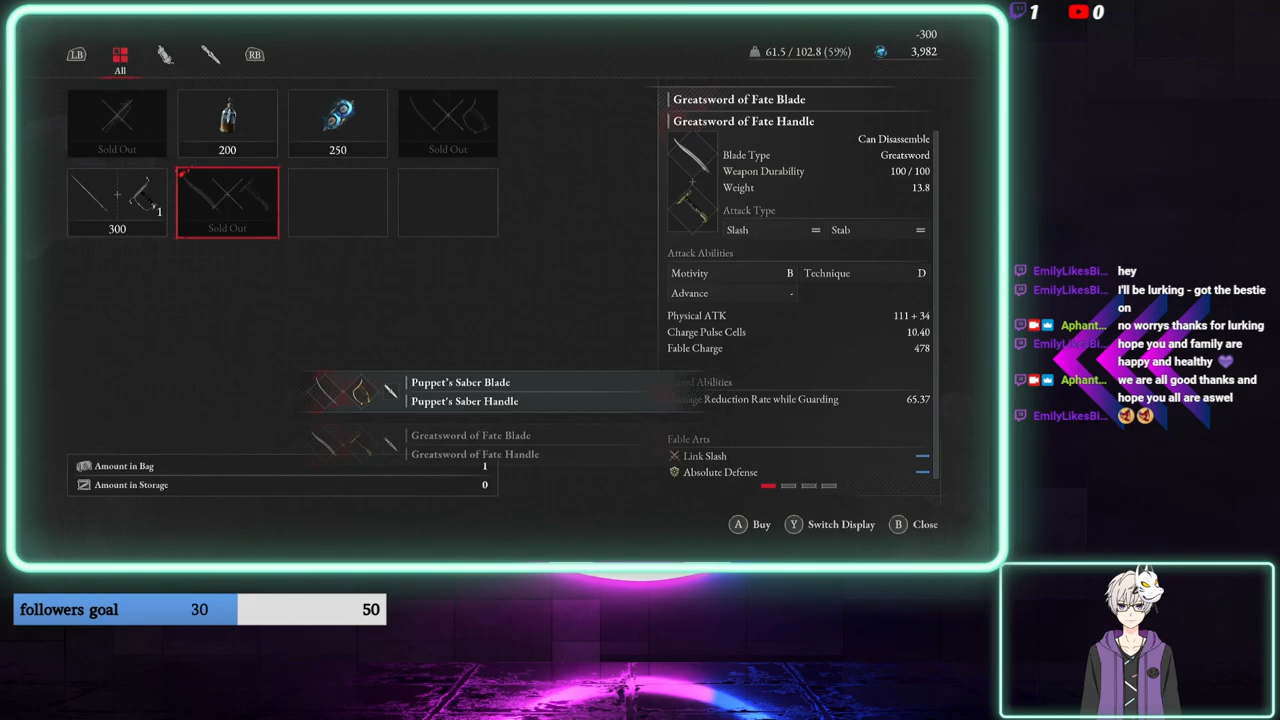 1
0
LB
All
RB
61.5 / 102.8 (59%)
-300
3,982
Sold Out
200
250
Sold Out
1
300
Sold Out
Greatsword of Fate Blade
Greatsword of Fate Handle
Can Disassemble
Blade Type Greatsword
Weapon Durability 100 / 100
Weight 13.8
Attack Type
Slash Stab
Attack Abilities
Motivity B Technique D
Advance -
Physical ATK 111 + 34
Charge Pulse Cells 10.40
Fable Charge 478
Abilities
Reduction Rate while Guarding 65.37
Fable Arts
Link Slash
Absolute Defense
Puppet's Saber Blade
Puppet's Saber Handle
Greatsword of Fate Blade
Greatsword of Fate Handle
Amount in Bag 1
Amount in Storage 0
A Buy Y Switch Display B Close
EmilyLikesBi... hey
EmilyLikesBi... I'll be lurking - got the bestie
on
Aphant... no worrys thanks for lurking
EmilyLikesBi... hope you and family are
happy and healthy
Aphant... we are all good thanks and
hope you all are aswel
EmilyLikesBi...
followers goal 30 50